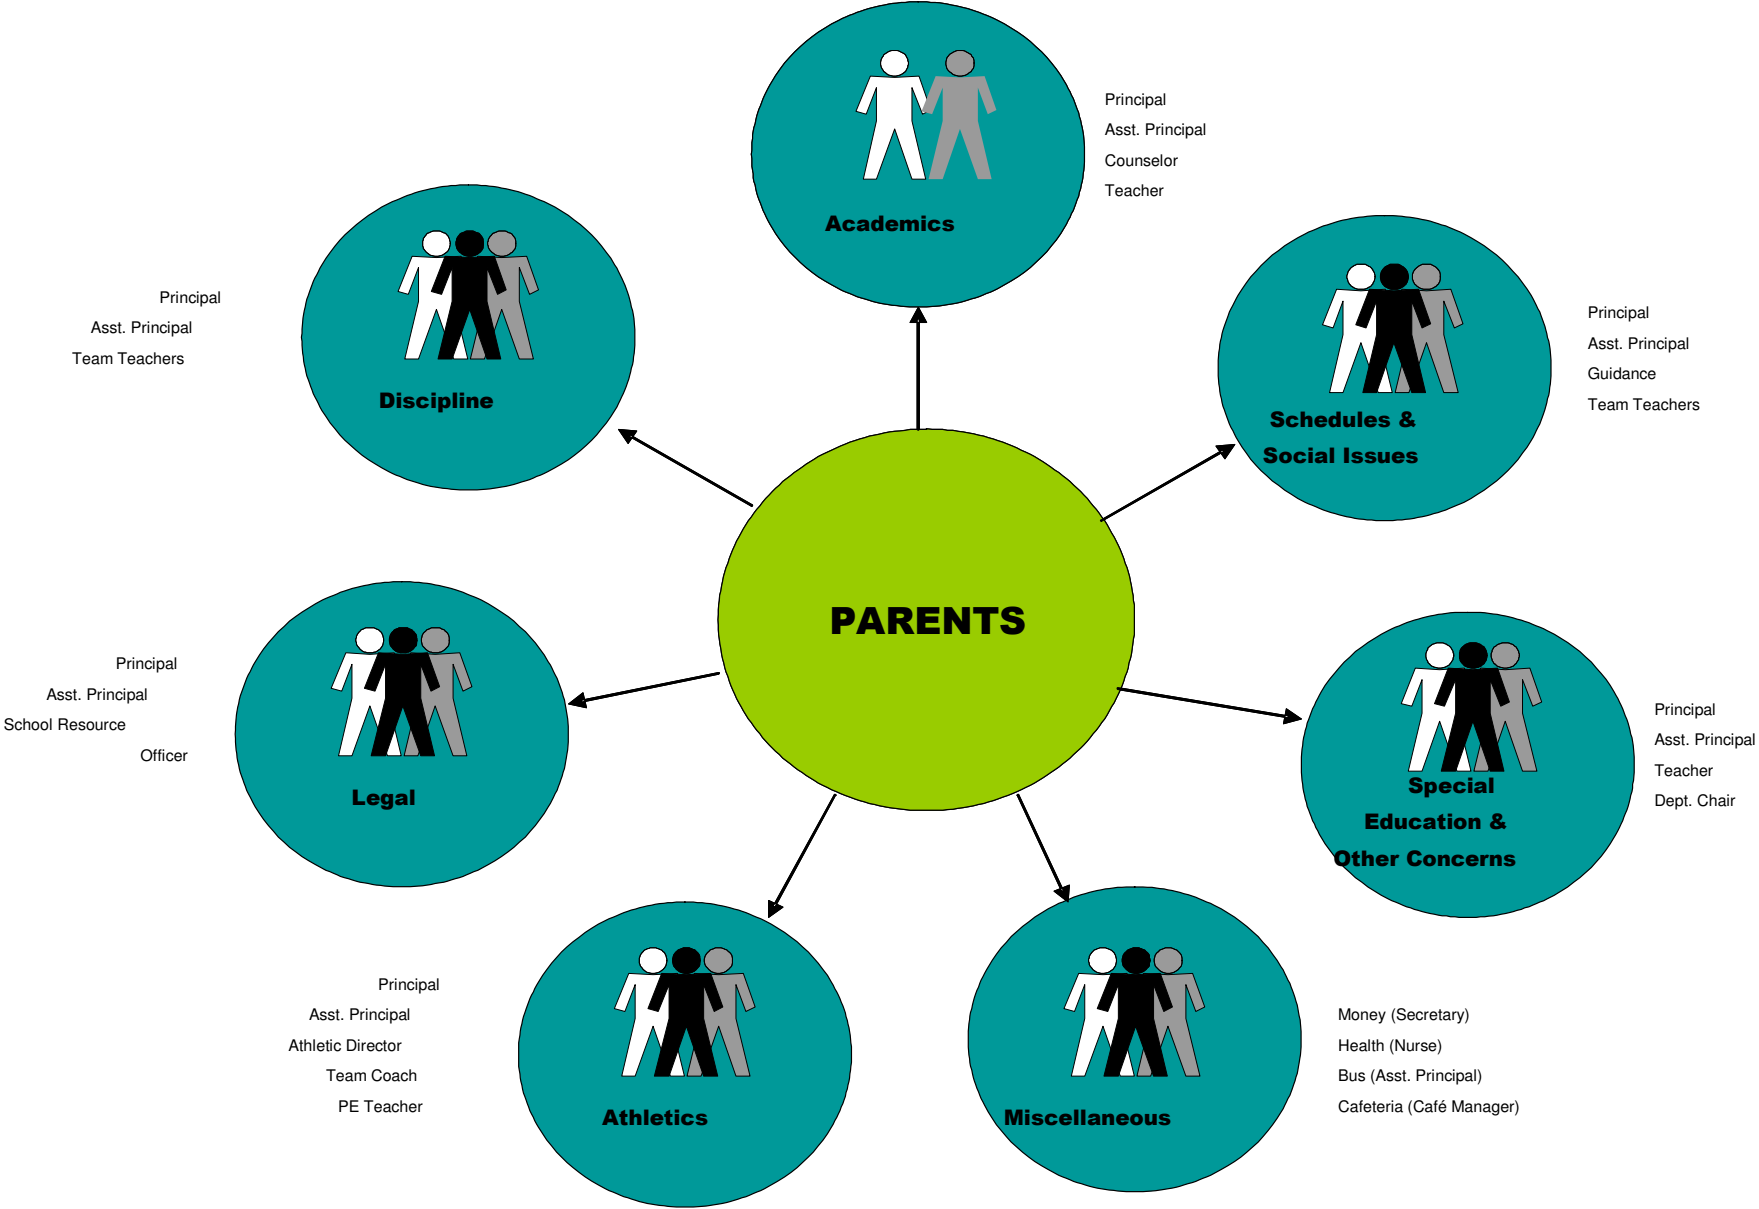 Principal
Asst. Principal
Counselor
Teacher
Academics
Principal
Asst. Principal
Team Teachers
Discipline
Principal
Asst. Principal
Guidance
Team Teachers
Schedules &
Social Issues
PARENTS
Principal
Asst. Principal
School Resource
Officer
Legal
Principal
Asst. Principal
Teacher
Dept. Chair
Special
Education &
Other Concerns
Principal
Asst. Principal
Athletic Director
Team Coach
PE Teacher
Athletics
Miscellaneous
Money (Secretary)
Health (Nurse)
Bus (Asst. Principal)
Cafeteria (Café Manager)